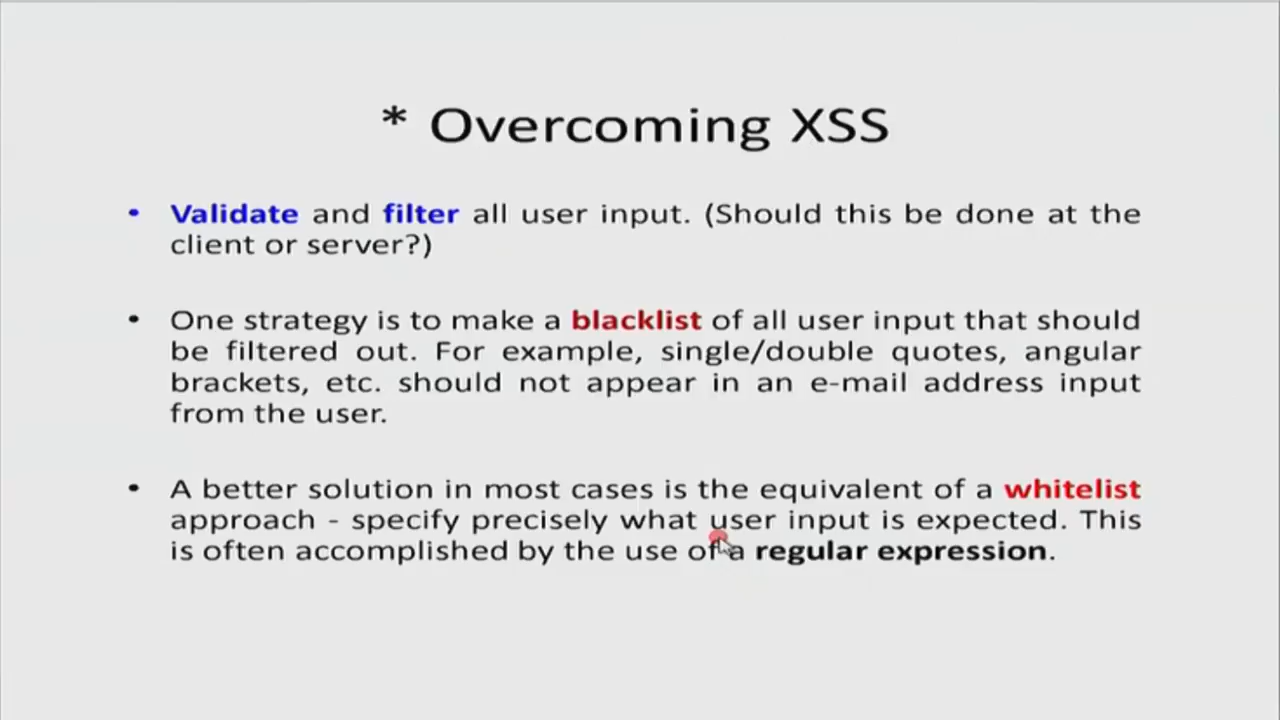 * Overcoming XSS
• Validate and filter all user input. (Should this be done at the
client or server?)
• One strategy is to make a blacklist of all user input that should
be filtered out. For example, single/double quotes, angular
brackets, etc. should not appear in an e-mail address input
from the user.
• A better solution in most cases is the equivalent of a whitelist
approach - specify precisely what user input is expected. This
is often accomplished by the use of a regular expression.